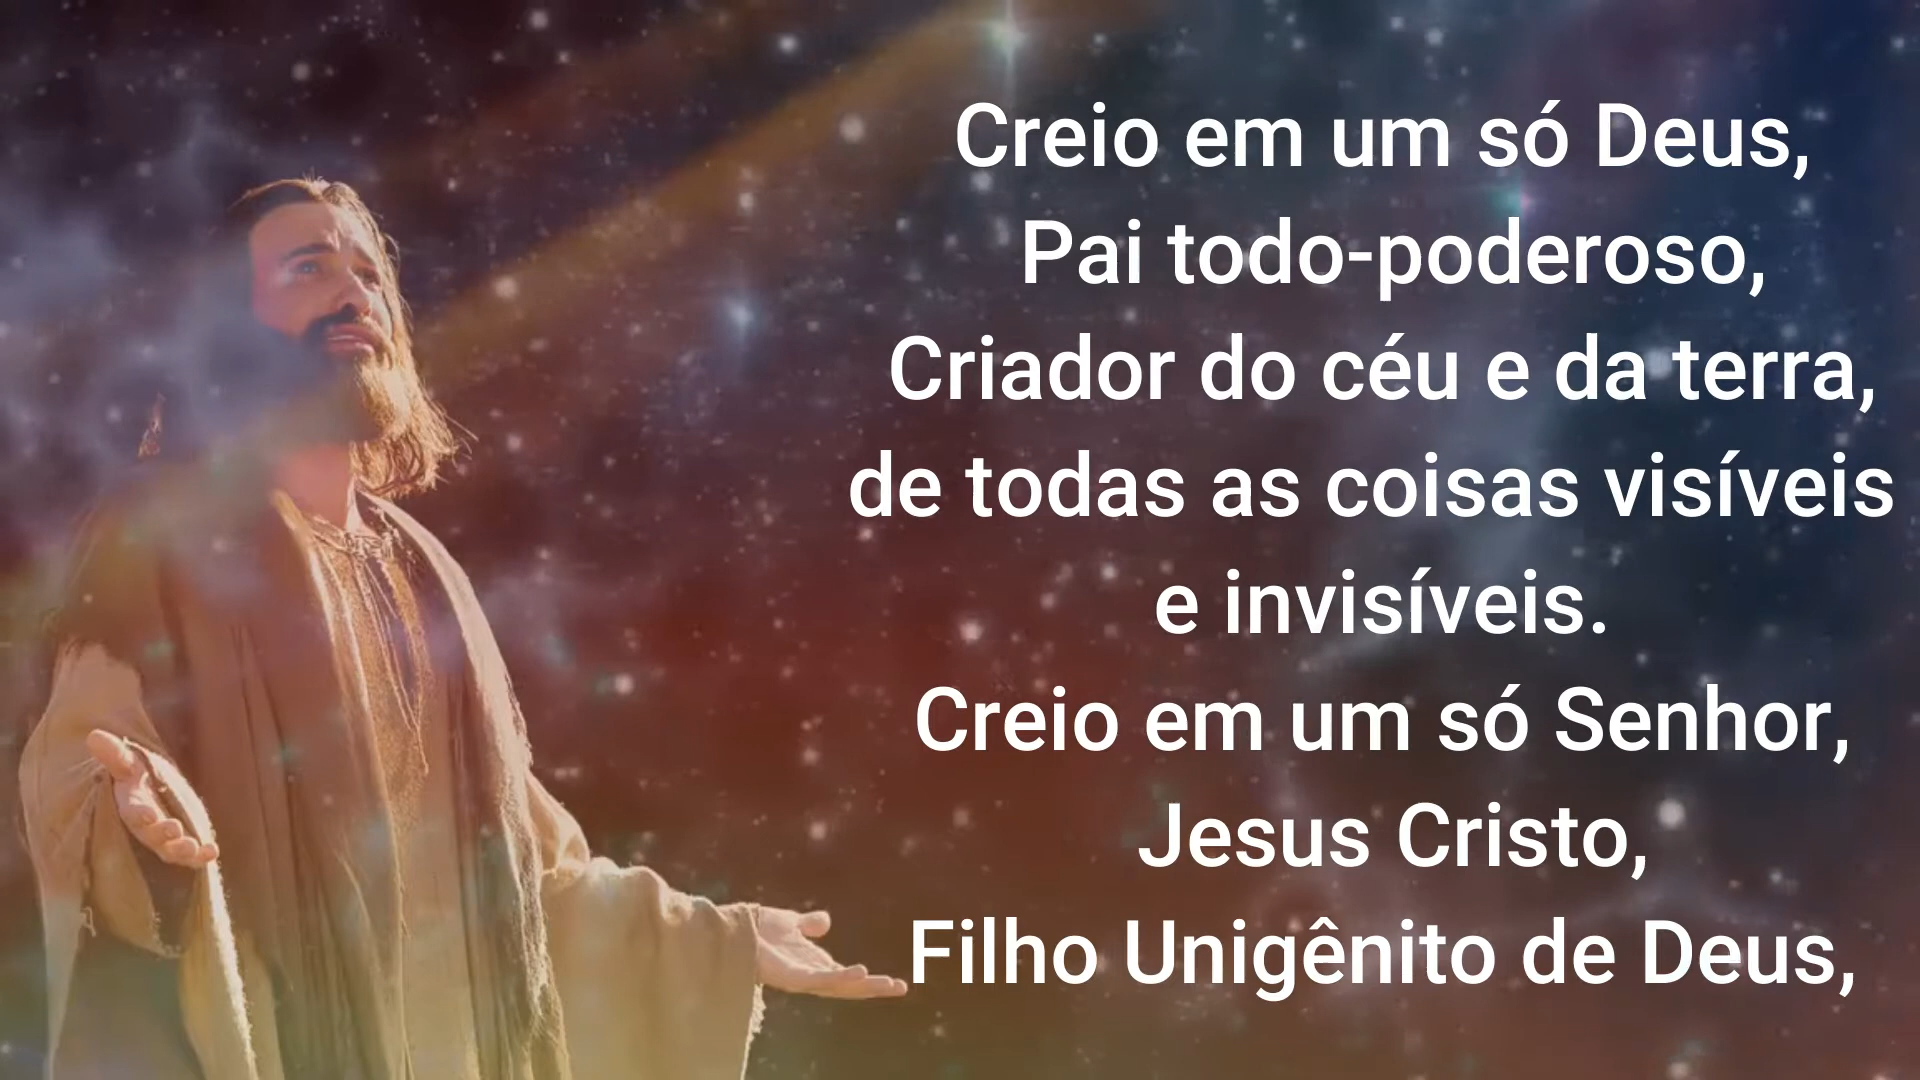 Creio em um só Deus,
Pai todo-poderoso,
Criador do céu e da terra,
de todas as coisas visíveis
e invisíveis.
Creio em um só Senhor,
Jesus Cristo,
Filho Unigênito de Deus,